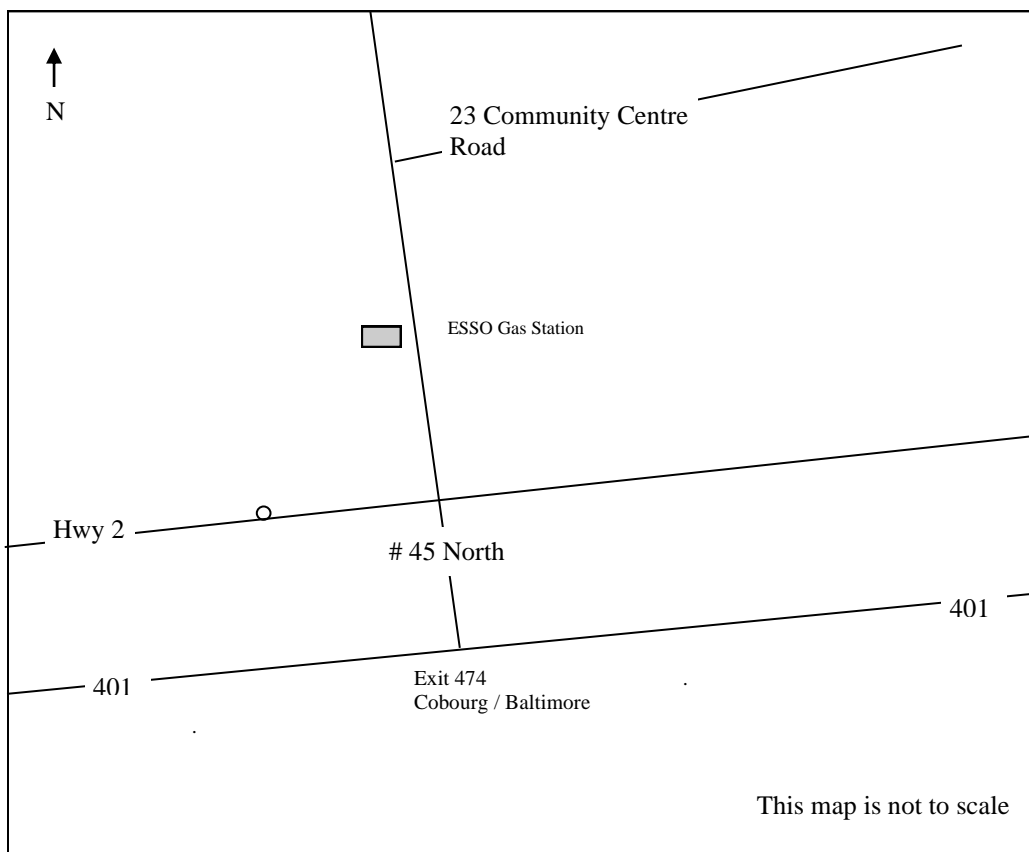 N
23 Community Centre
Road
ESSO Gas Station
Hwy 2
# 45 North
401
401
Exit 474
Cobourg / Baltimore
This map is not to scale